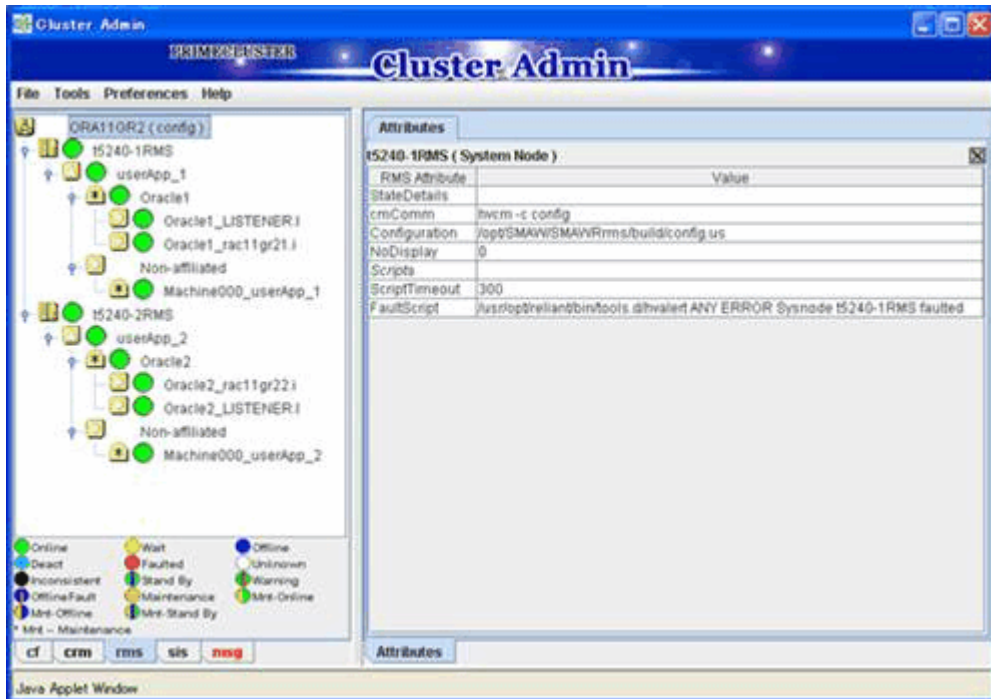 Cluster Admin
PRIMECLUSTER
Cluster Admin
File Tools Preferences Help
ORA11GR2 ( config )
t5240-1RMS
userApp_1
Oracle1
Oracle1_LISTENER.l
Oracle1_rac11gr21.i
Non-affiliated
Machine000_userApp_1
t5240-2RMS
userApp_2
Oracle2
Oracle2_rac11gr22.i
Oracle2_LISTENER.l
Non-affiliated
Machine000_userApp_2
Online Wait Offline
Deact Faulted Unknown
Inconsistent Stand By Warning
OfflineFault Maintenance Mnt-Online
Mnt-Offline Mnt-Stand By
* Mnt - Maintenance
cf crm rms sis msg
Attributes
t5240-1RMS ( System Node )
RMS Attribute Value
StateDetails
cmComm hvcm -c config
Configuration /opt/SMAW/SMAWRrms/build/config.us
NoDisplay 0
Scripts
ScriptTimeout 300
FaultScript /usr/opt/reliant/bin/tools.d/hvalert ANY ERROR Sysnode t5240-1RMS faulted
Attributes
Java Applet Window